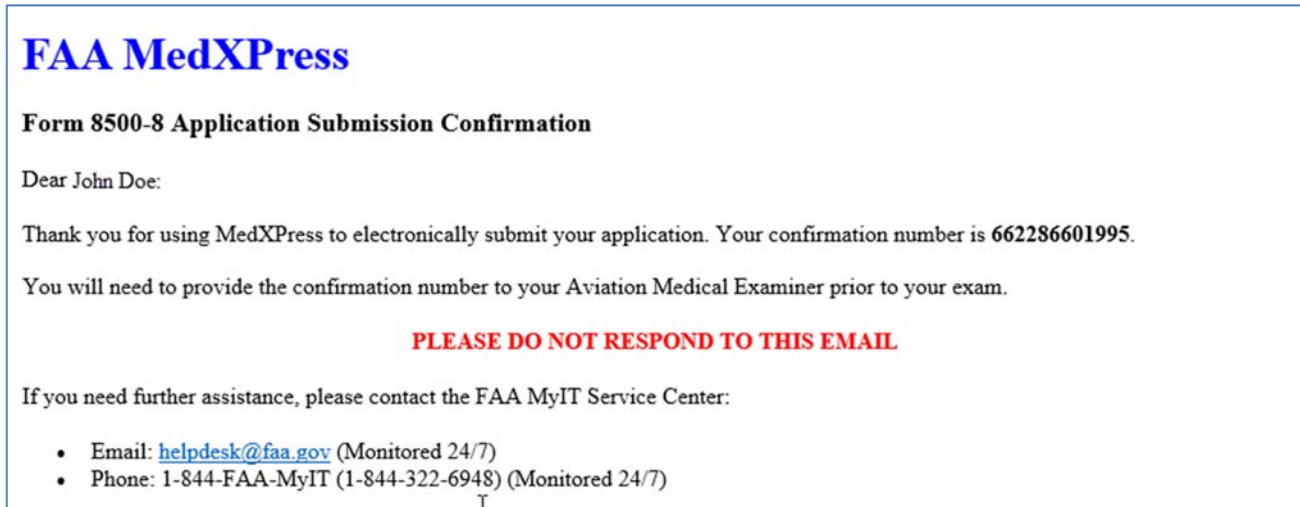 FAA MedXPress
Form 8500-8 Application Submission Confirmation
Dear John Doe:
Thank you for using MedXPress to electronically submit your application. Your confirmation number is 662286601995.
You will need to provide the confirmation number to your Aviation Medical Examiner prior to your exam.
PLEASE DO NOT RESPOND TO THIS EMAIL
If you need further assistance, please contact the FAA MyIT Service Center:
• Email: helpdesk@faa.gov (Monitored 24/7)
• Phone: 1-844-FAA-MyIT (1-844-322-6948) (Monitored 24/7)